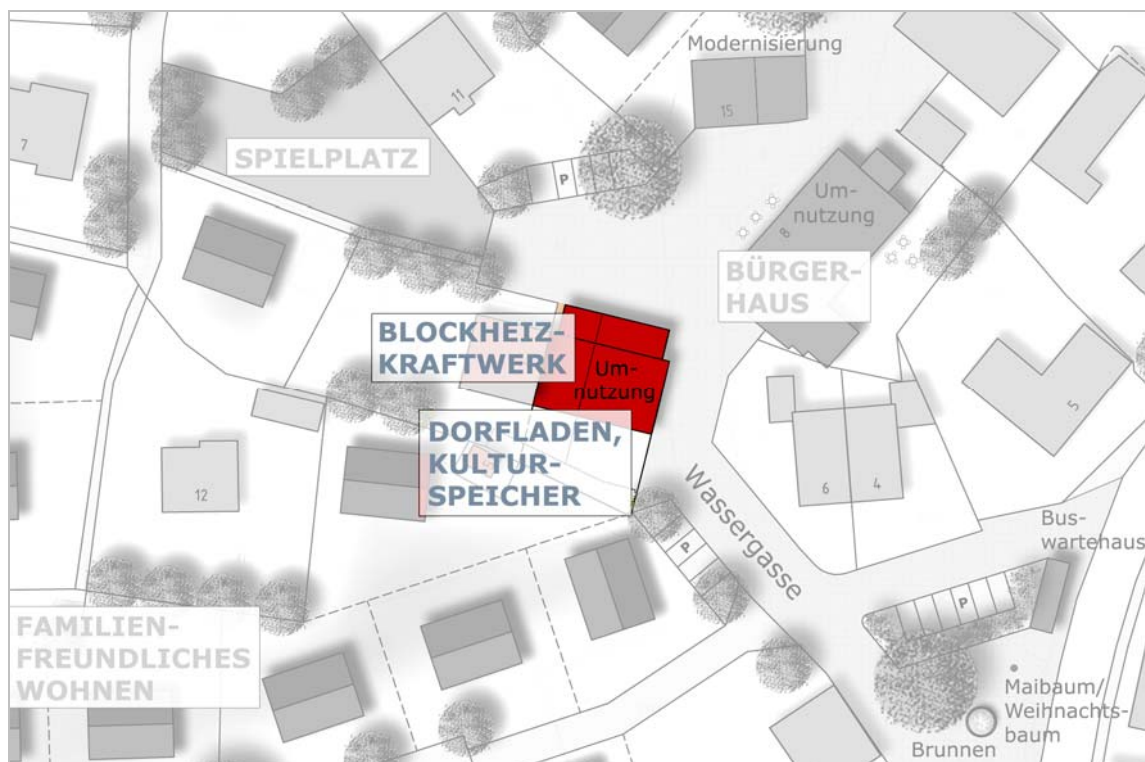 Modernisierung
15
11
7
SPIELPLATZ
P
Um-
nutzung
8
BÜRGER-
HAUS
BLOCKHEIZ-
KRAFTWERK
Um-
nutzung
DORFLADEN,
KULTUR-
SPEICHER
5
12
6
4
Wassergasse
P
Bus-
wartehaus
P
FAMILIEN-
FREUNDLICHES
WOHNEN
Maibaum/
Weihnachts-
baum
Brunnen